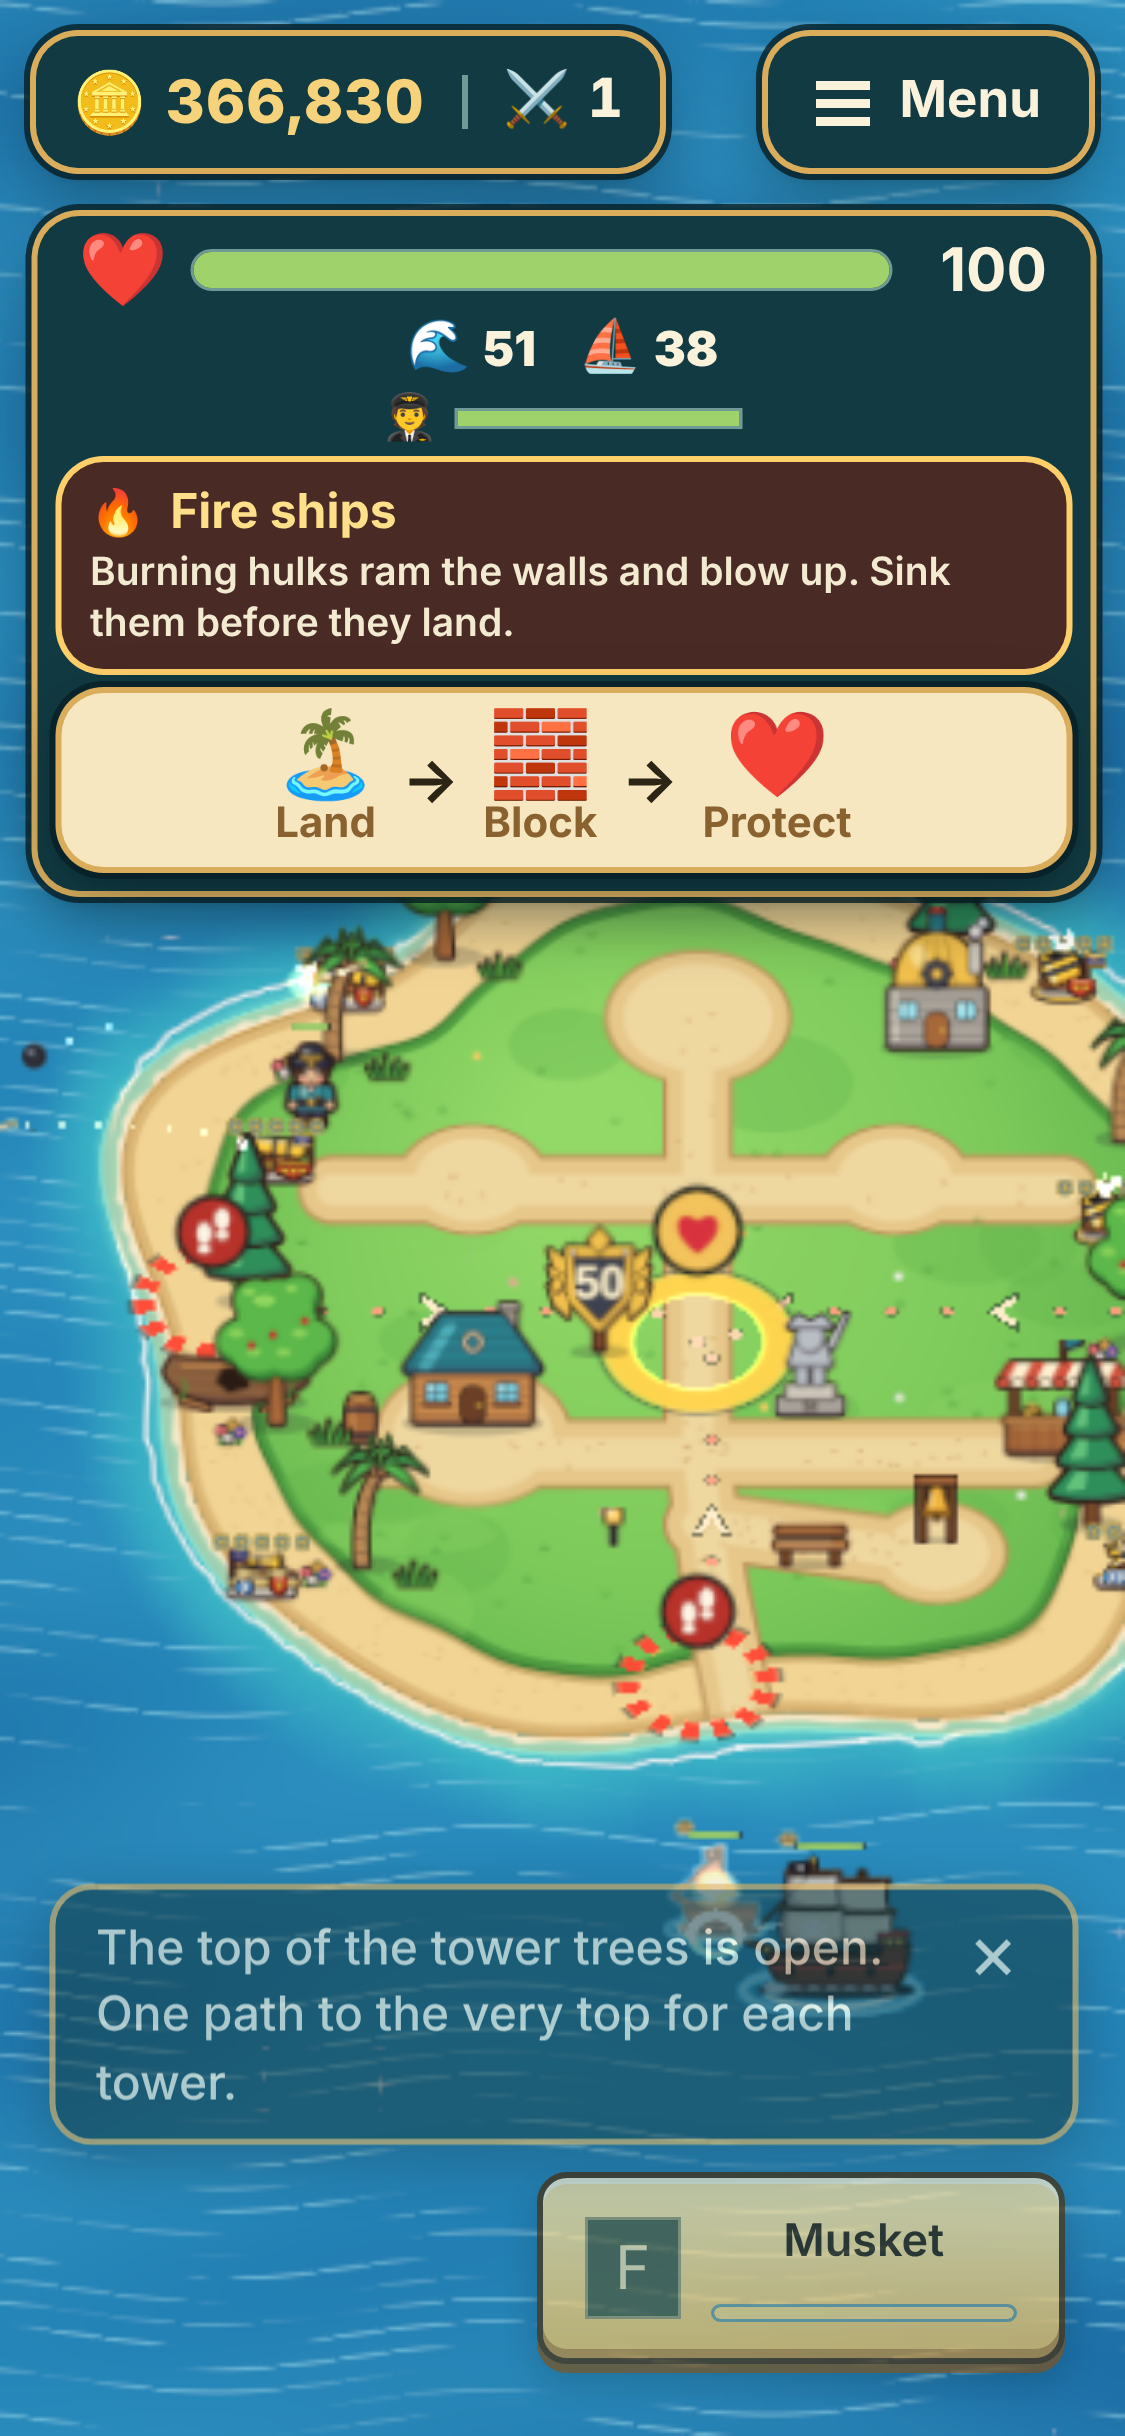 366,830
1
Menu
100
51
38
Fire ships
Burning hulks ram the walls and blow up. Sink
them before they land.
Land → Block → Protect
50
The top of the tower trees is open.
One path to the very top for each
tower.
F
Musket